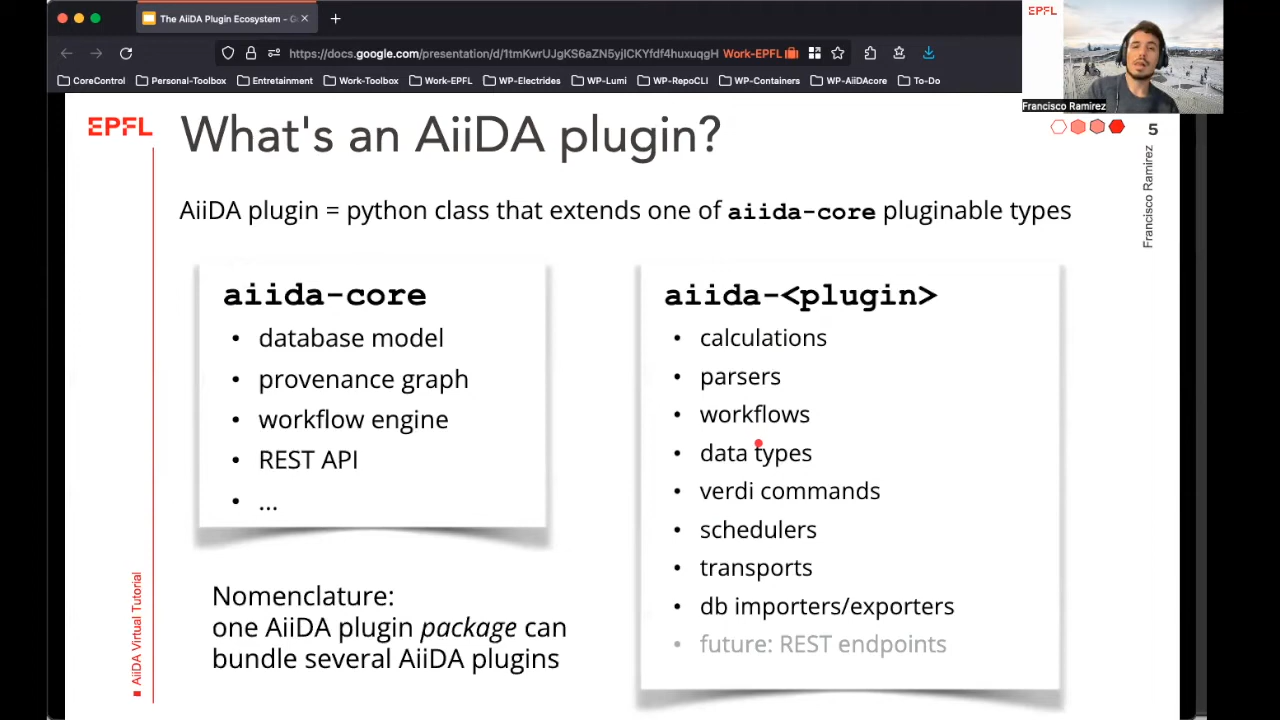 The AiiDA Plugin Ecosystem - G
https://docs.google.com/presentation/d/1tmKwrUJgKS6aZN5yjlCKYfdf4huxuqgH
Work-EPFL
CoreControl
Personal-Toolbox
Entretainment
Work-Toolbox
Work-EPFL
WP-Electrides
WP-Lumi
WP-RepoCLI
WP-Containers
WP-AiiDAcore
To-Do
EPFL
Francisco Ramirez
EPFL
What's an AiiDA plugin?
5
Francisco Ramirez
AiiDA plugin = python class that extends one of aiida-core pluginable types
aiida-core
• database model
• provenance graph
• workflow engine
• REST API
• ...
Nomenclature:
one AiiDA plugin package can
bundle several AiiDA plugins
aiida-<plugin>
• calculations
• parsers
• workflows
• data types
• verdi commands
• schedulers
• transports
• db importers/exporters
• future: REST endpoints
AiiDA Virtual Tutorial